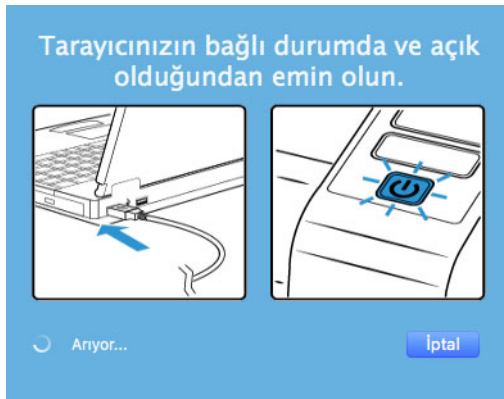 Tarayıcınızın bağlı durumda ve açık
olduğundan emin olun.
Arıyor...
İptal